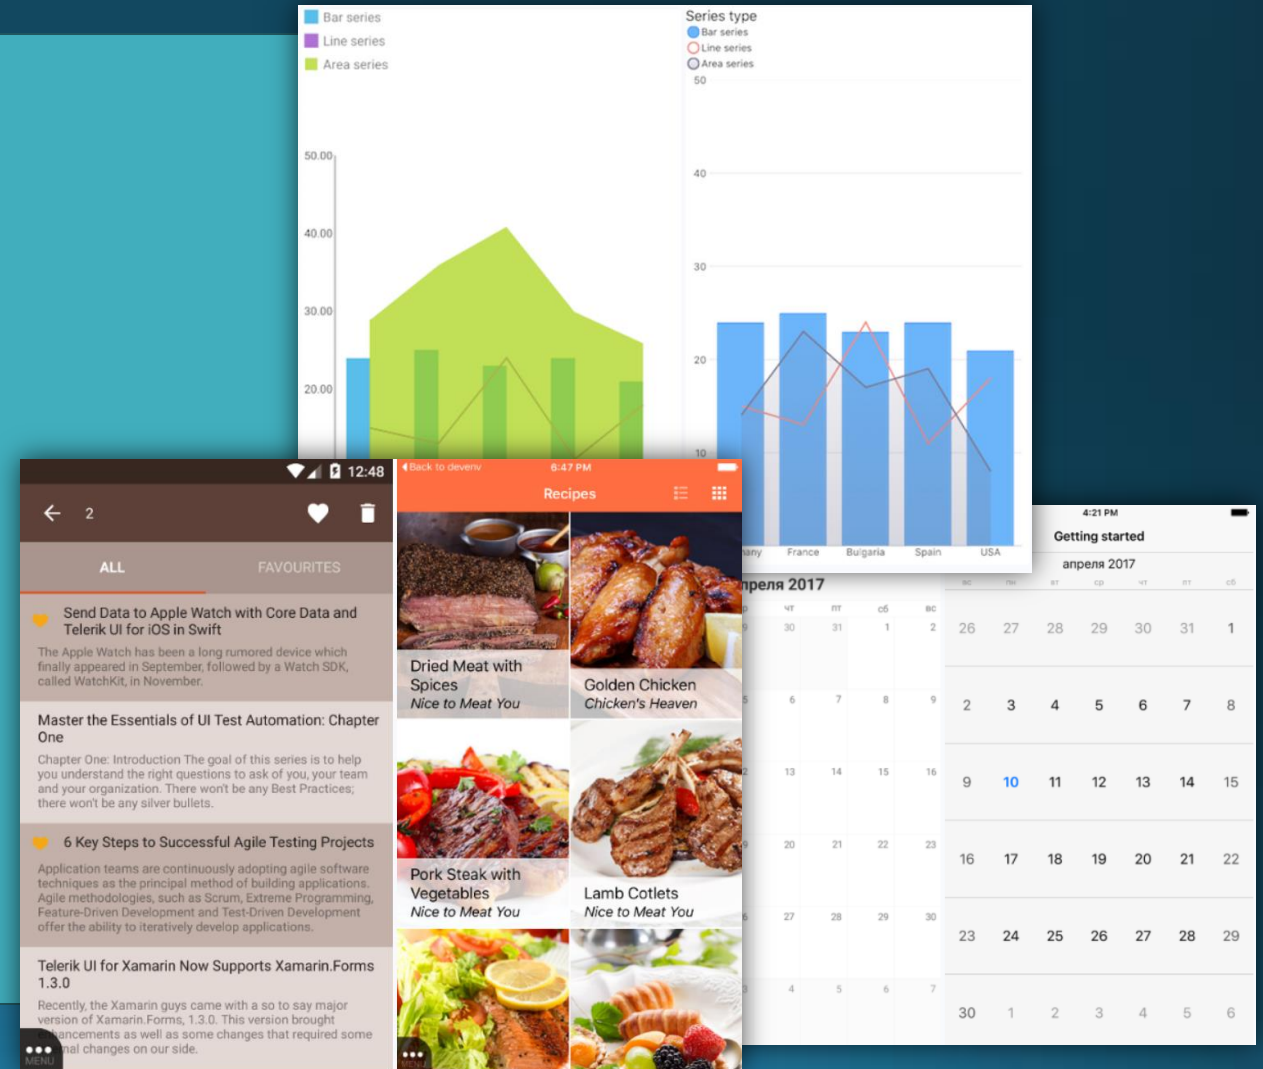 Bar series
Line series
Area series
50.00
40.00
30.00
20.00
Series type
Bar series
Line series
Area series
50
40
30
20
10
France
Bulgaria
Spain
USA
12:48
2
ALL
FAVOURITES
Send Data to Apple Watch with Core Data and
Telerik UI for iOS in Swift
The Apple Watch has been a long rumored device which
finally appeared in September, followed by a Watch SDK,
called WatchKit, in November.
Master the Essentials of UI Test Automation: Chapter
One
Chapter One: Introduction The goal of this series is to help
you understand the right questions to ask of you, your team
and your organization. There won't be any Best Practices;
there won't be any silver bullets.
6 Key Steps to Successful Agile Testing Projects
Application teams are continuously adopting agile software
techniques as the principal method of building applications.
Agile methodologies, such as Scrum, Extreme Programming,
Feature-Driven Development and Test-Driven Development
offer the ability to iteratively develop applications.
Telerik UI for Xamarin Now Supports Xamarin.Forms
1.3.0
Recently, the Xamarin guys came with a so to say major
version of Xamarin.Forms, 1.3.0. This version brought
as well as some changes that required some
changes on our side.
MENU
Back to devenv
6:47 PM
Recipes
Dried Meat with
Spices
Nice to Meat You
Golden Chicken
Chicken's Heaven
Pork Steak with
Vegetables
Nice to Meat You
Lamb Cotlets
Nice to Meat You
MENU
2017
чт пт сб вс
30 31 1 2
6 7 8 9
13 14 15 16
20 21 22 23
27 28 29 30
4 5 6 7
4:21 PM
Getting started
апреля 2017
вс пн вт ср чт пт сб
26 27 28 29 30 31 1
2 3 4 5 6 7 8
9 10 11 12 13 14 15
16 17 18 19 20 21 22
23 24 25 26 27 28 29
30 1 2 3 4 5 6